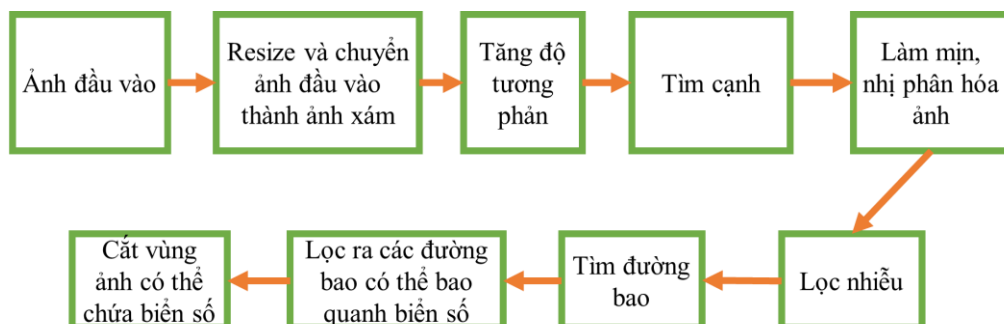 Ảnh đầu vào
Resize và chuyển
ảnh đầu vào
thành ảnh xám
Tăng độ
tương
phản
Tìm cạnh
Làm mịn,
nhị phân hóa
ảnh
Lọc nhiễu
Tìm đường
bao
Lọc ra các đường
bao có thể bao
quanh biển số
Cắt vùng
ảnh có thể
chứa biển số